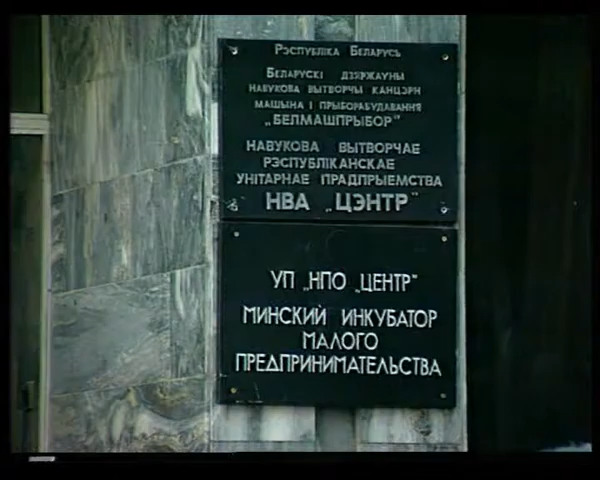 Рэспубліка Беларусь
Беларускі дзяржауны
навукова вытворчы канцэрн
машына і прыборабудавання
„БЕЛМАШПРЫБОР"
НАВУКОВА ВЫТВОРЧАЕ
РЭСПУБЛІКАНСКАЕ
УНІТАРНАЕ ПРАДПРЫЕМСТВА
НВА „ЦЭНТР"
УП „НПО „ЦЕНТР"
МИНСКИЙ ИНКУБАТОР
МАЛОГО
ПРЕДПРИНИМАТЕЛЬСТВА